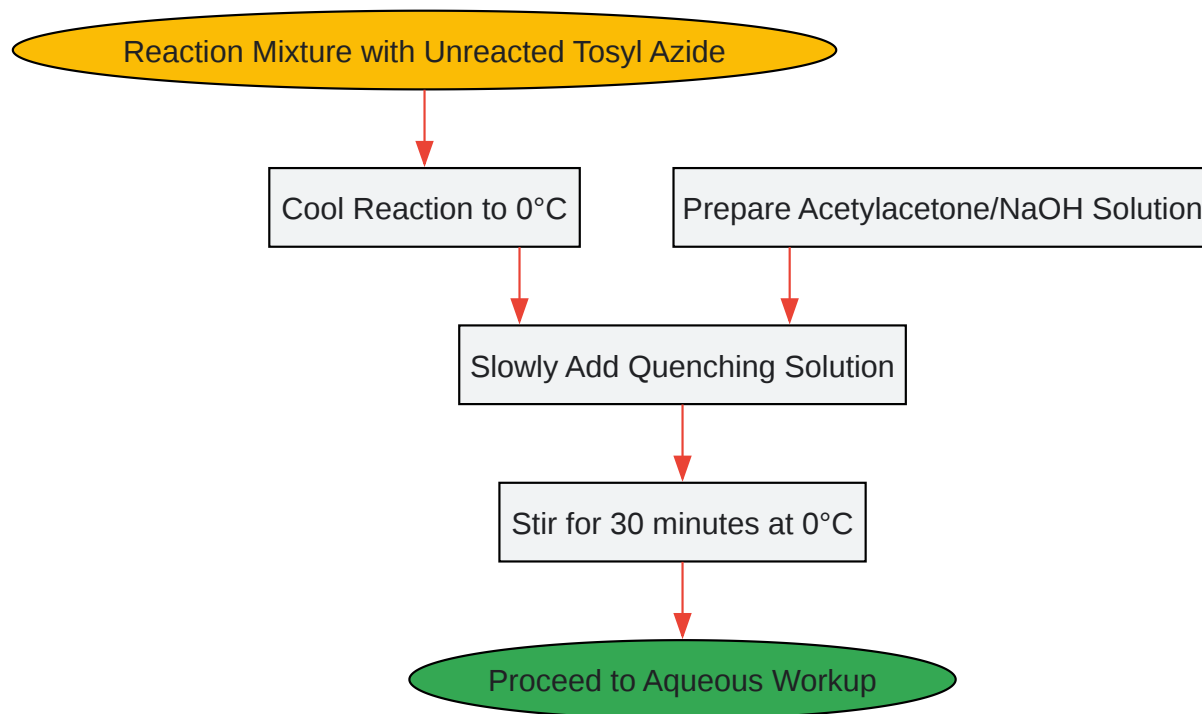 Reaction Mixture with Unreacted Tosyl Azide
Cool Reaction to 0°C
Prepare Acetylacetone/NaOH Solution
Slowly Add Quenching Solution
Stir for 30 minutes at 0°C
Proceed to Aqueous Workup